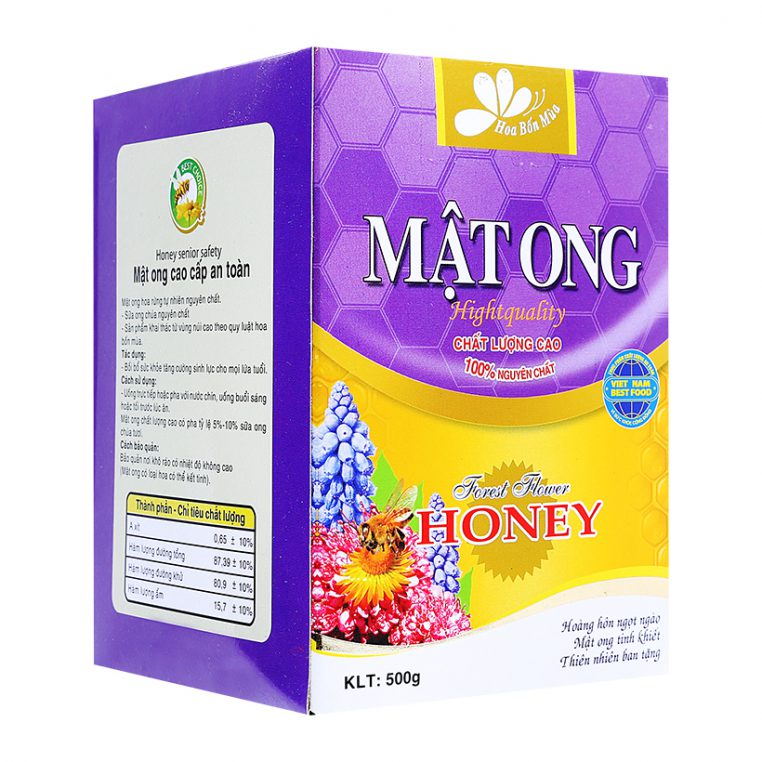 BEST CHOICE
Honey senior safety
Mật ong cao cấp an toàn
Mật ong hoa rừng tự nhiên nguyên chất.
- Sữa ong chúa nguyên chất
- Sản phẩm khai thác từ vùng núi cao theo quy luật hoa
bốn mùa.
Tác dụng:
- Bồi bổ sức khỏe tăng cường sinh lực cho mọi lứa tuổi.
Cách sử dụng:
- Uống trực tiếp hoặc pha với nước chín, uống buổi sáng
hoặc tối trước lúc ăn.
Mật ong chất lượng cao có pha tỷ lệ 5%-10% sữa ong
chúa tươi.
Cách bảo quản:
Bảo quản nơi khô ráo có nhiệt độ không cao
(Mật ong có loại hoa có thể kết tinh).
Thành phần - Chỉ tiêu chất lượng
A xít 0,65 ± 10%
Hàm lượng đường tổng 87,39 ± 10%
Hàm lượng đường khử 60,9 ± 10%
Hàm lượng ẩm 15,7 ± 10%
Hoa Bốn Mùa
MẬT ONG
Hightquality
CHẤT LƯỢNG CAO
100% NGUYÊN CHẤT
VIET NAM
BEST FOOD
Forest Flower
HONEY
Hoàng hôn ngọt ngào
Mật ong tinh khiết
Thiên nhiên ban tặng
KLT: 500g